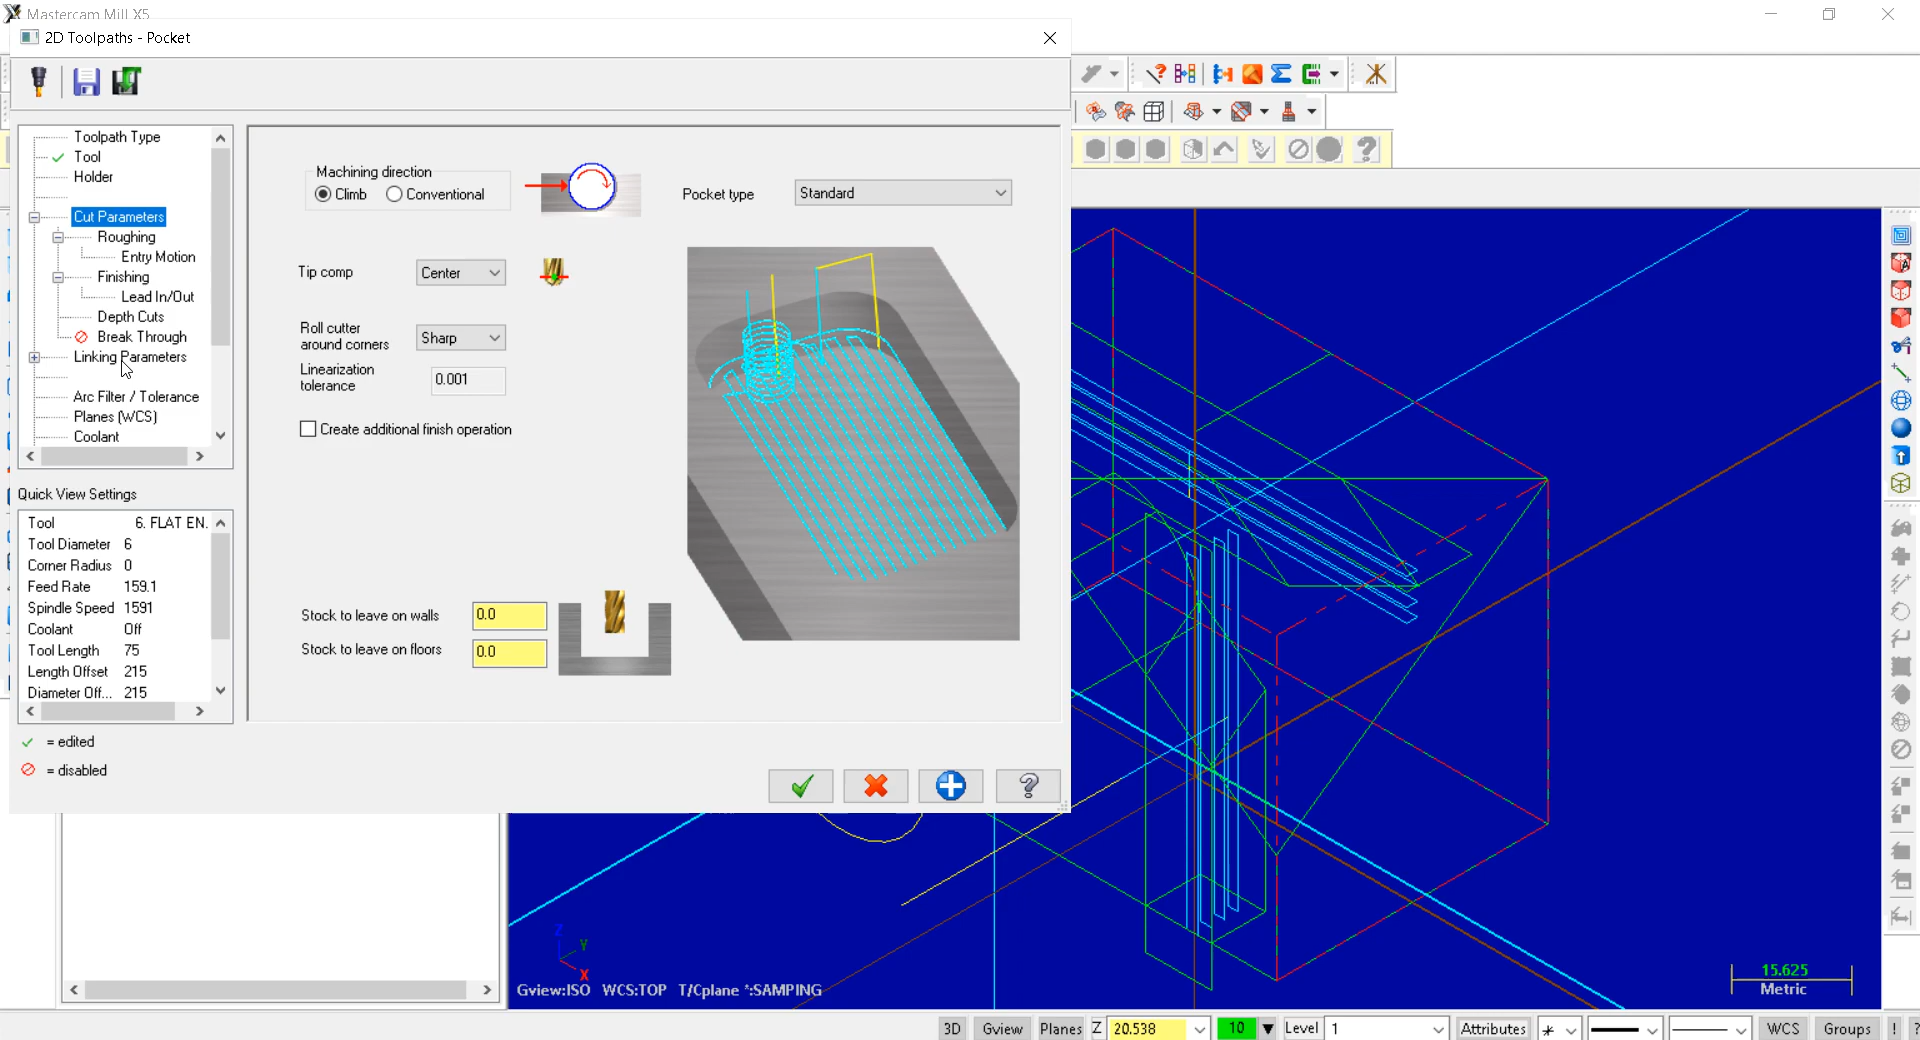 Mastercam Mill X5
2D Toolpaths - Pocket
Toolpath Type
Tool
Holder
Cut Parameters
Roughing
Entry Motion
Finishing
Lead In/Out
Depth Cuts
Break Through
Linking Parameters
Arc Filter / Tolerance
Planes (WCS)
Coolant
Quick View Settings
Tool 6. FLAT EN.
Tool Diameter 6
Corner Radius 0
Feed Rate 159.1
Spindle Speed 1591
Coolant Off
Tool Length 75
Length Offset 215
Diameter Off... 215
= edited
= disabled
Machining direction
Climb Conventional
Pocket type Standard
Tip comp Center
Roll cutter
around corners Sharp
Linearization
tolerance 0.001
Create additional finish operation
Stock to leave on walls 0.0
Stock to leave on floors 0.0
Z
Y
X
Gview:ISO WCS:TOP T/Cplane *:SAMPING
15.625
Metric
3D Gview Planes Z 20.538 10 Level 1 Attributes WCS Groups ! ?